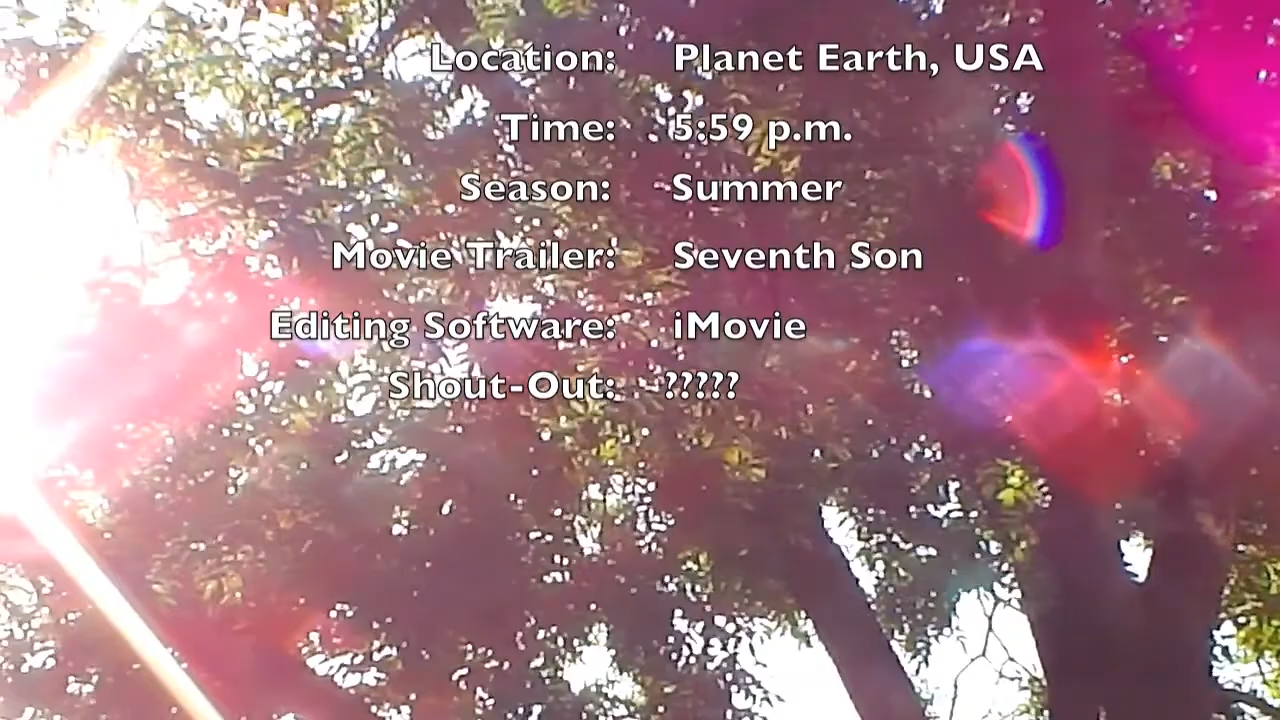 Location: Planet Earth, USA
Time: 5:59 p.m.
Season: Summer
Movie Trailer: Seventh Son
Editing Software: iMovie
Shout-Out: ?????